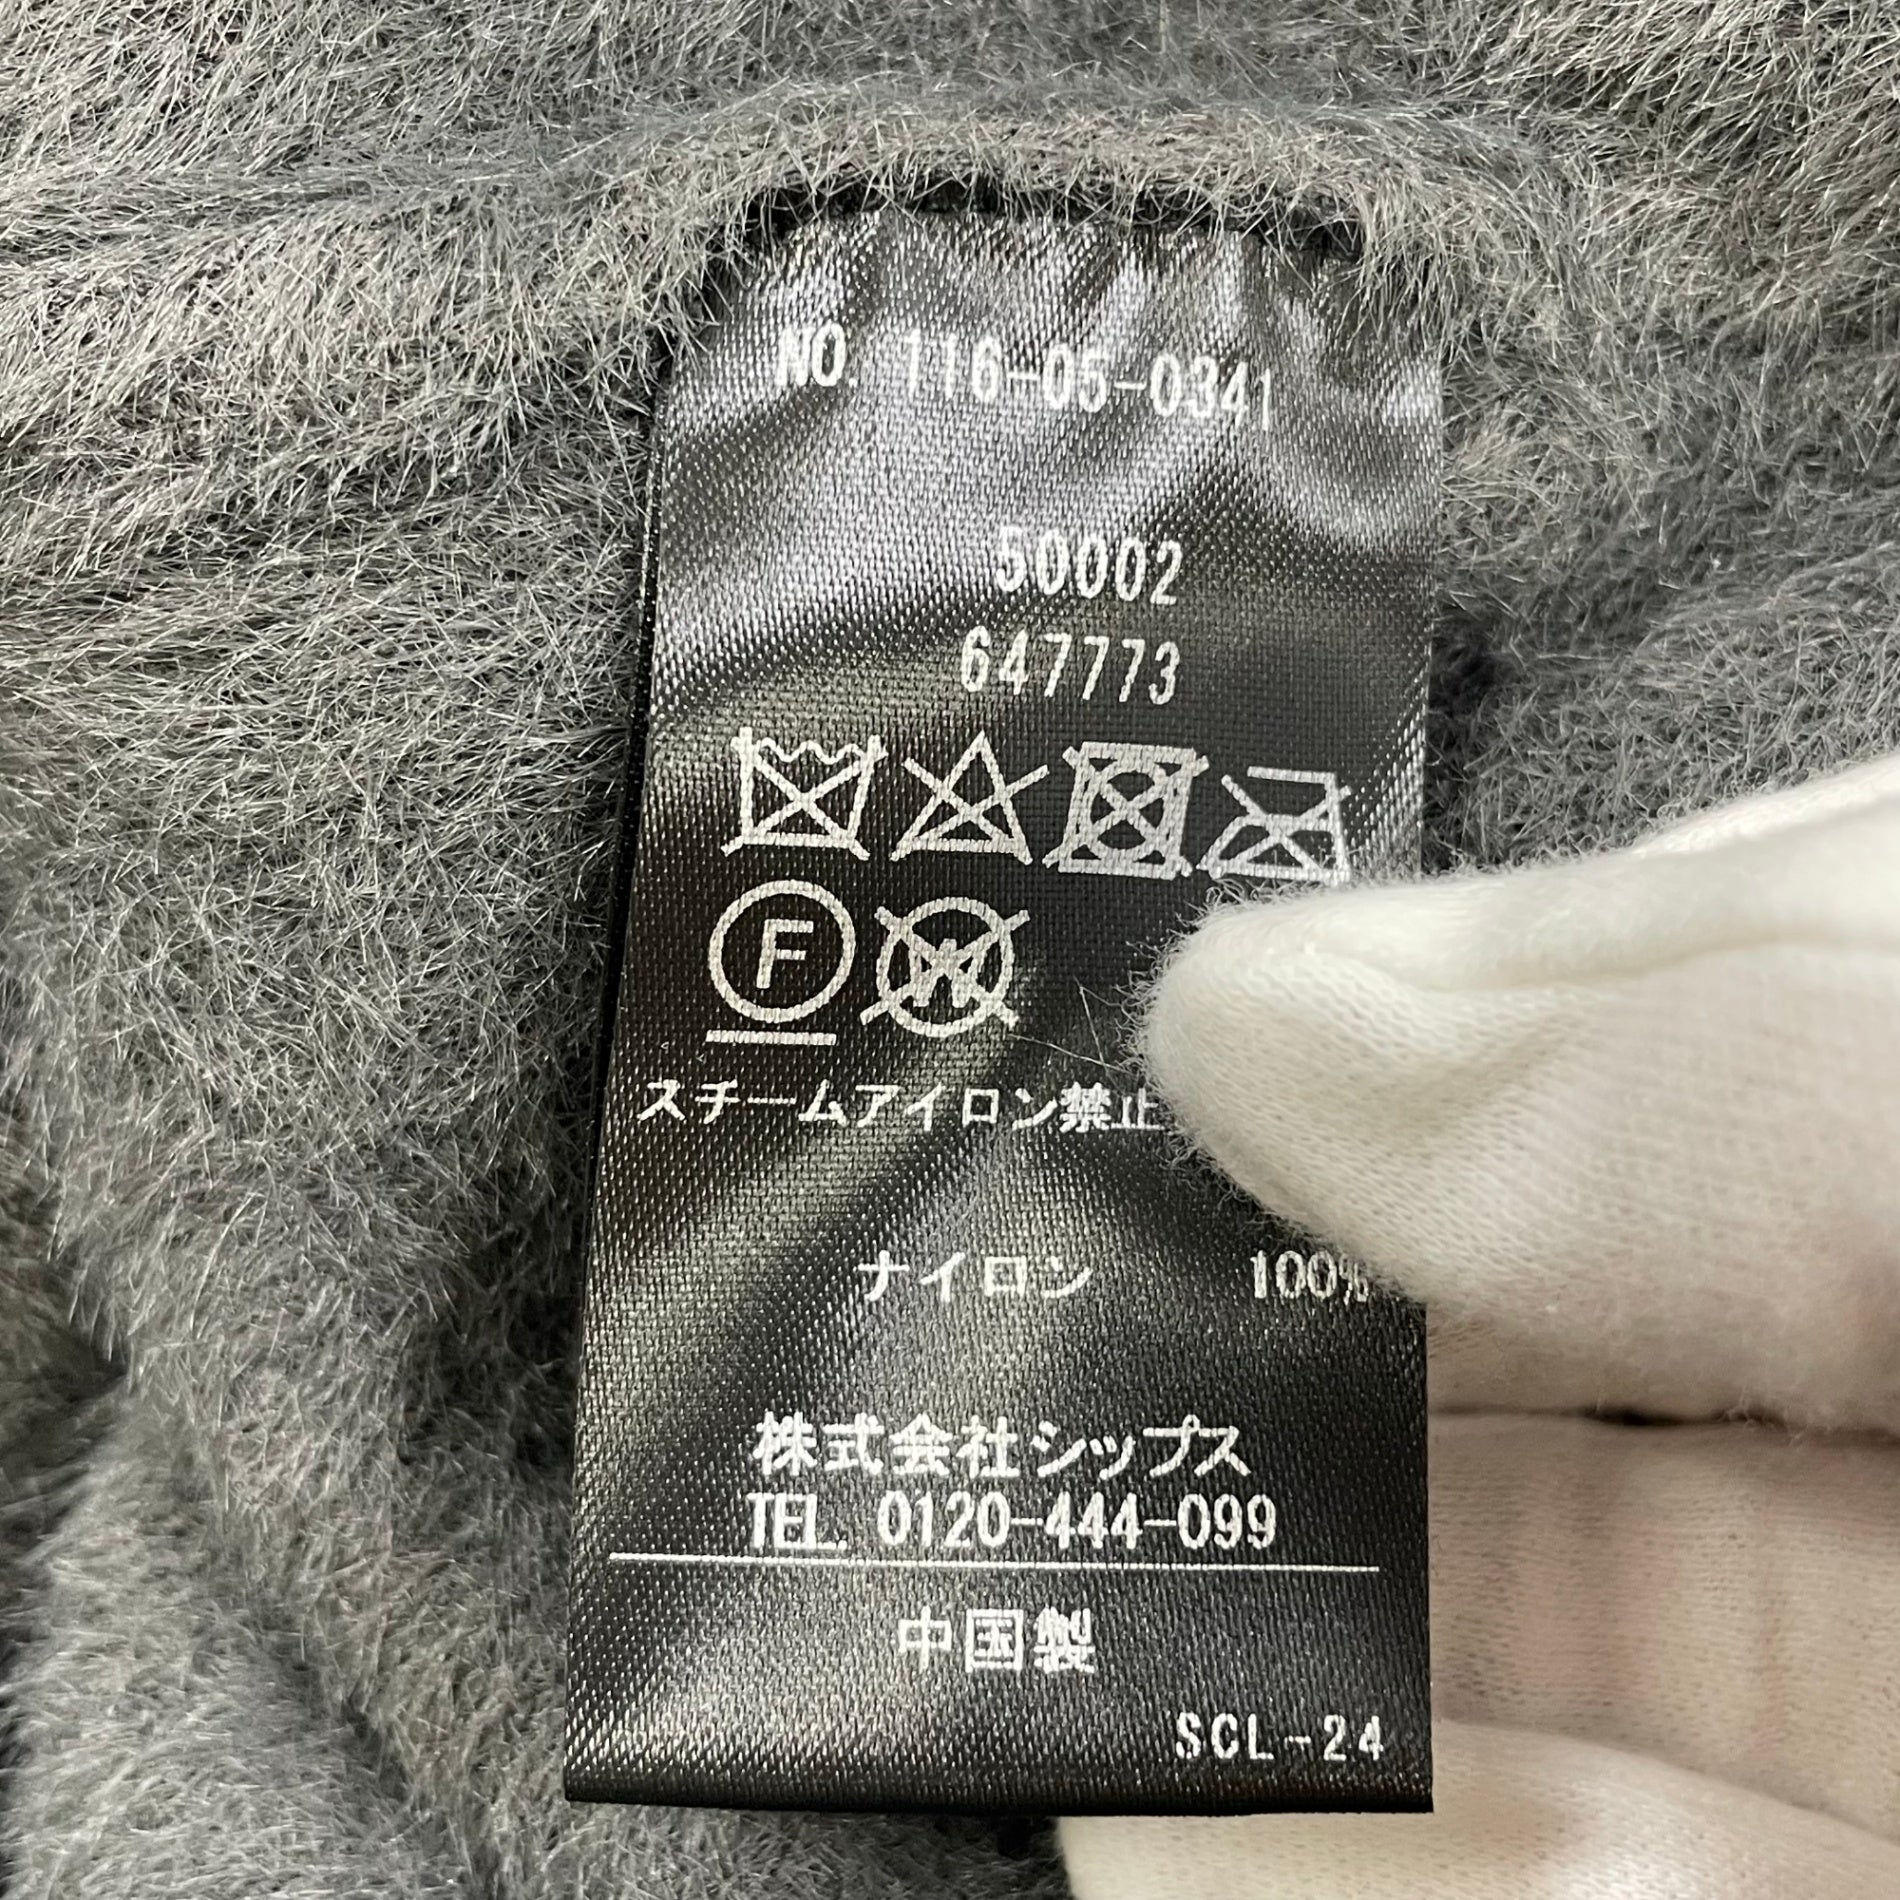 NO. 116-05-0341
50002
647773
F W
スチームアイロン禁止
ナイロン 100%
株式会社シップス
TEL. 0120-444-099
中国製
SCL-24